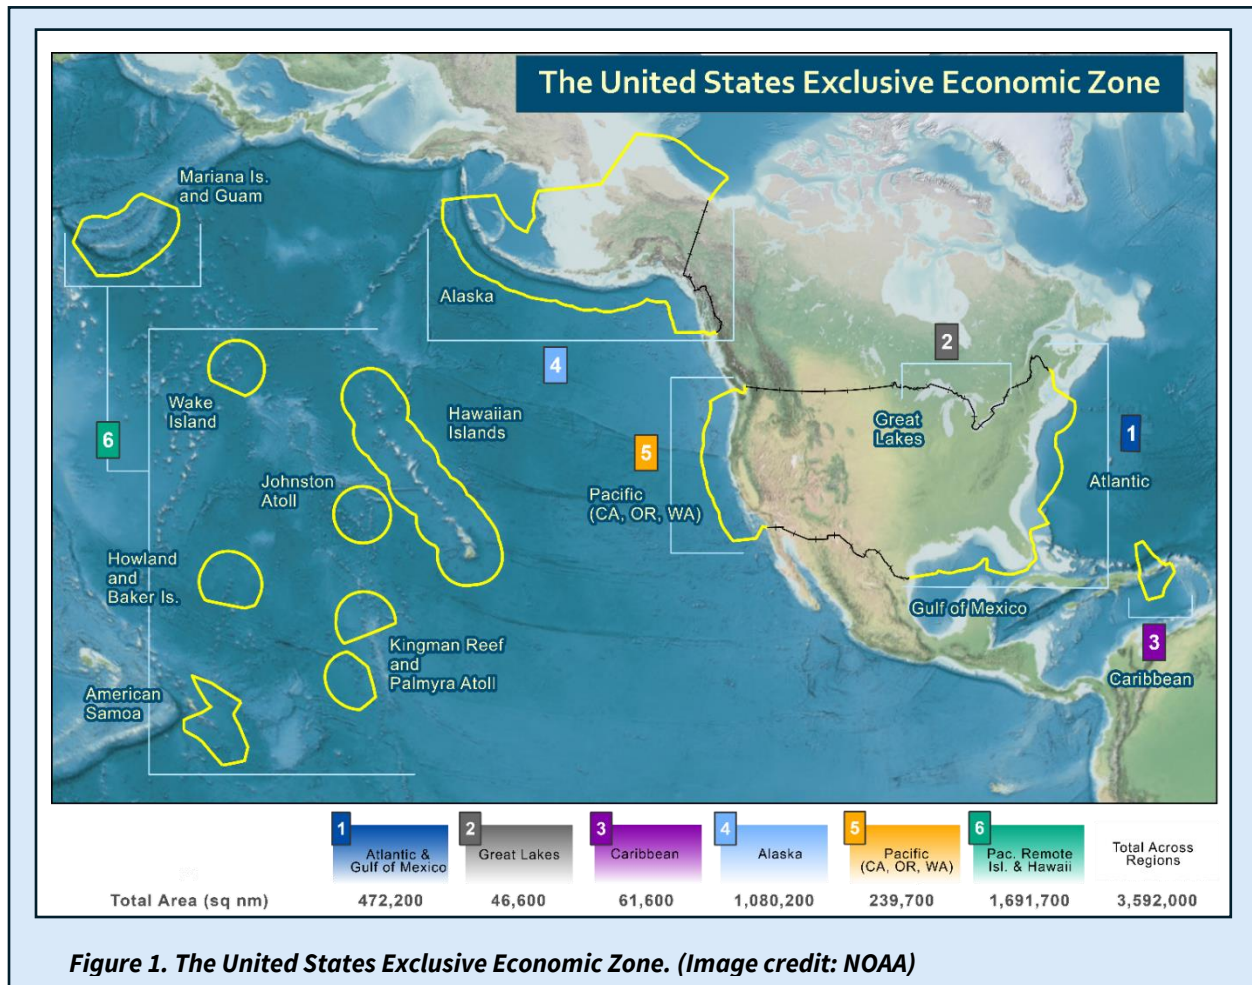 The United States Exclusive Economic Zone
Mariana Is.
and Guam
Alaska
4
2
Wake
Island
Hawaiian
Islands
Great
Lakes
1
6
5
Johnston
Atoll
Pacific
(CA, OR, WA)
Atlantic
Howland
and
Baker Is.
Gulf of Mexico
3
Kingman Reef
and
Palmyra Atoll
Caribbean
American
Samoa
1
Atlantic &
Gulf of Mexico
2
Great Lakes
3
Caribbean
4
Alaska
5
Pacific
(CA, OR, WA)
6
Pac. Remote
Isl. & Hawaii
Total Across
Regions
Total Area (sq nm) 472,200 46,600 61,600 1,080,200 239,700 1,691,700 3,592,000
Figure 1. The United States Exclusive Economic Zone. (Image credit: NOAA)